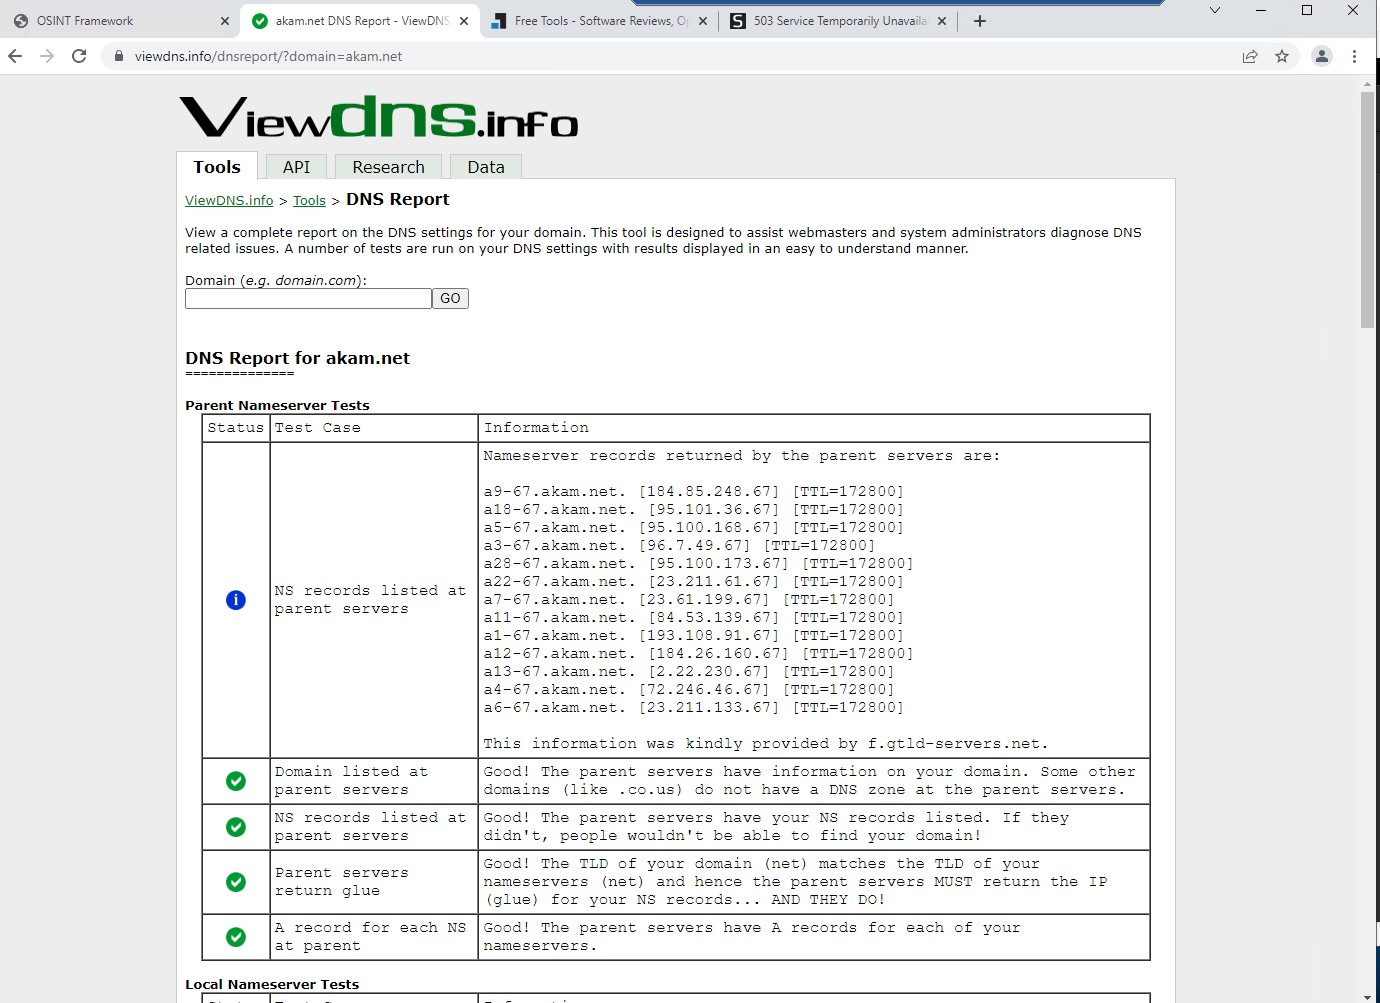 OSINT Framework
akam.net DNS Report - ViewDNS
Free Tools - Software Reviews, Op
503 Service Temporarily Unavaila
viewdns.info/dnsreport/?domain=akam.net
Viewdns.info
Tools
API
Research
Data
ViewDNS.info > Tools > DNS Report
View a complete report on the DNS settings for your domain. This tool is designed to assist webmasters and system administrators diagnose DNS
related issues. A number of tests are run on your DNS settings with results displayed in an easy to understand manner.
Domain (e.g. domain.com):
GO
DNS Report for akam.net
==============
Parent Nameserver Tests
Status Test Case Information
Nameserver records returned by the parent servers are:
a9-67.akam.net. [184.85.248.67] [TTL=172800]
a18-67.akam.net. [95.101.36.67] [TTL=172800]
a5-67.akam.net. [95.100.168.67] [TTL=172800]
a3-67.akam.net. [96.7.49.67] [TTL=172800]
a28-67.akam.net. [95.100.173.67] [TTL=172800]
a22-67.akam.net. [23.211.61.67] [TTL=172800]
a7-67.akam.net. [23.61.199.67] [TTL=172800]
a11-67.akam.net. [84.53.139.67] [TTL=172800]
a1-67.akam.net. [193.108.91.67] [TTL=172800]
a12-67.akam.net. [184.26.160.67] [TTL=172800]
a13-67.akam.net. [2.22.230.67] [TTL=172800]
a4-67.akam.net. [72.246.46.67] [TTL=172800]
a6-67.akam.net. [23.211.133.67] [TTL=172800]
This information was kindly provided by f.gtld-servers.net.
NS records listed at
parent servers
Domain listed at
parent servers
Good! The parent servers have information on your domain. Some other
domains (like .co.us) do not have a DNS zone at the parent servers.
NS records listed at
parent servers
Good! The parent servers have your NS records listed. If they
didn't, people wouldn't be able to find your domain!
Parent servers
return glue
Good! The TLD of your domain (net) matches the TLD of your
nameservers (net) and hence the parent servers MUST return the IP
(glue) for your NS records... AND THEY DO!
A record for each NS
at parent
Good! The parent servers have A records for each of your
nameservers.
Local Nameserver Tests